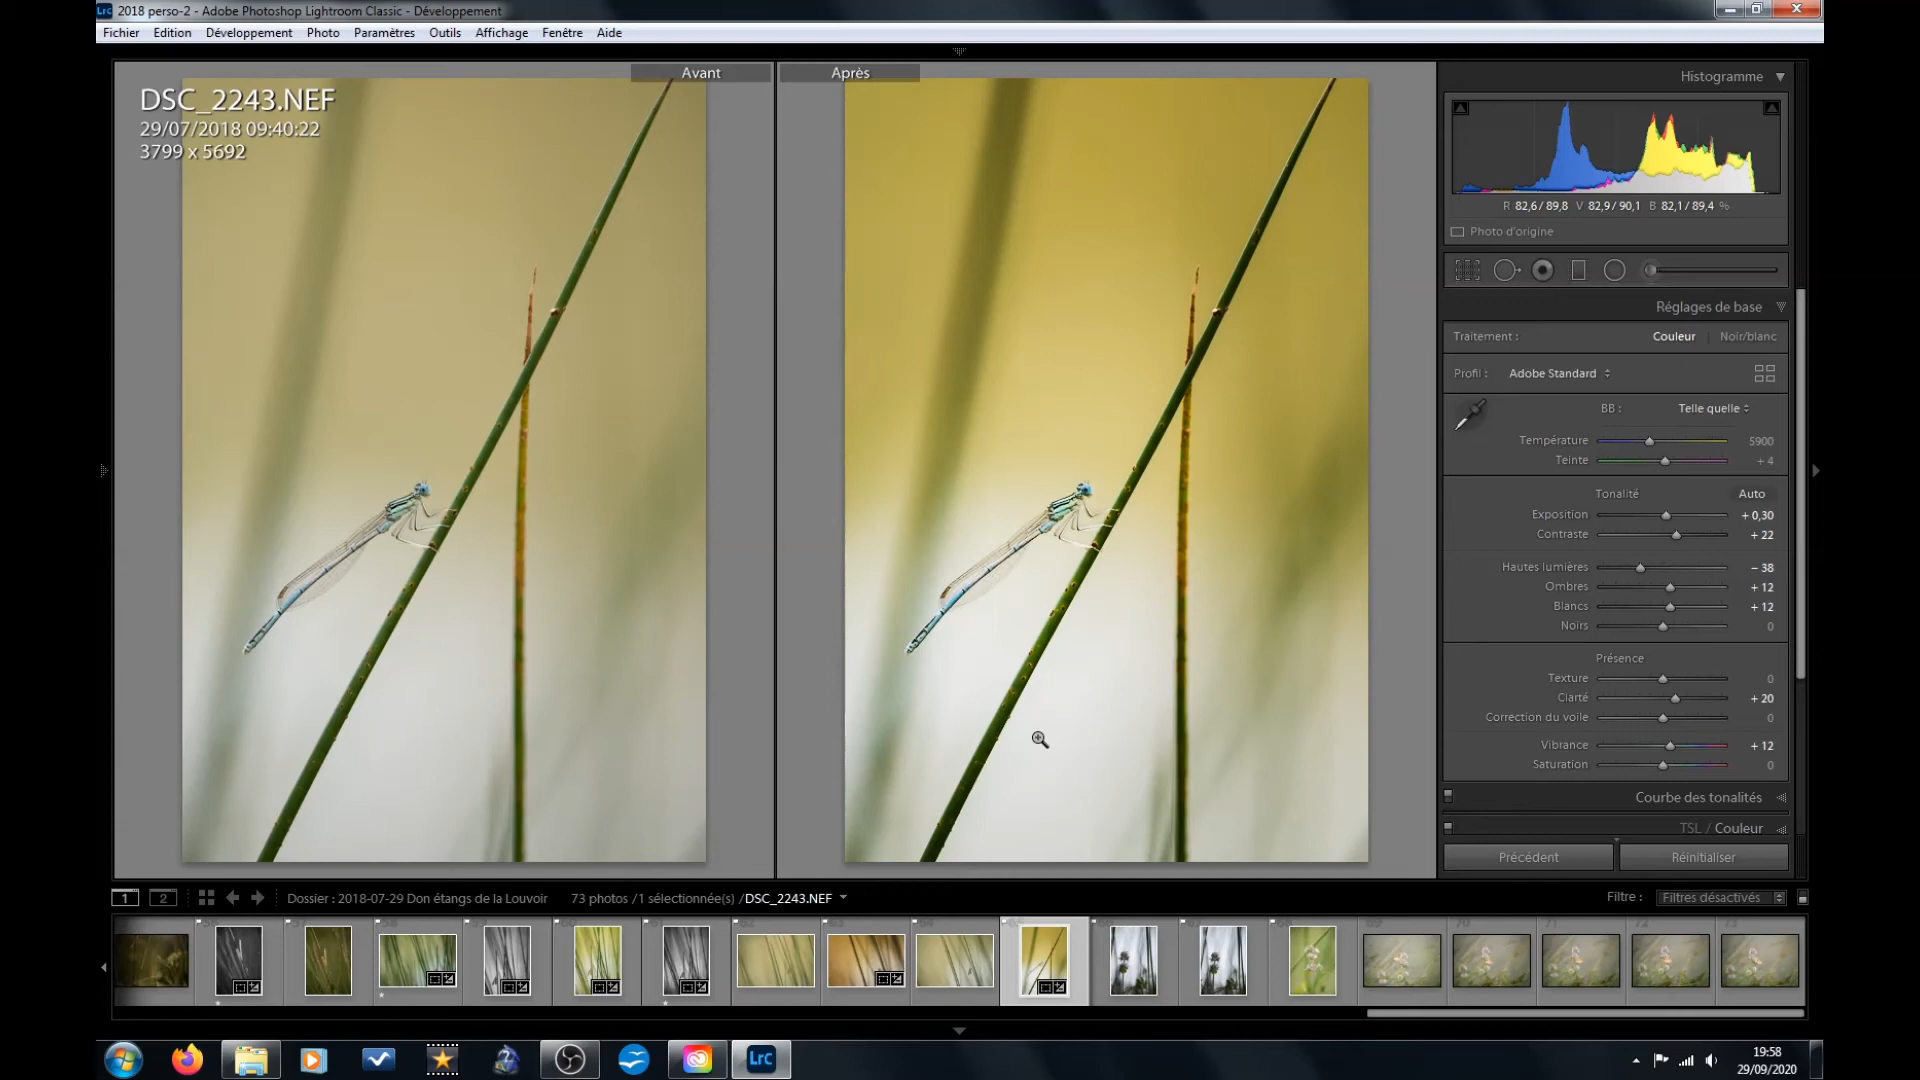 2018 perso-2 - Adobe Photoshop Lightroom Classic - Développement
Fichier Edition Développement Photo Paramètres Outils Affichage Fenêtre Aide
Avant
Après
DSC_2243.NEF
29/07/2018 09:40:22
3799 x 5692
Histogramme
R 82,6 / 89,8 V 82,9 / 90,1 B 82,1 / 89,4 %
Photo d'origine
Réglages de base
Traitement : Couleur Noir/blanc
Profil : Adobe Standard
BB : Telle quelle
Température 5900
Teinte + 4
Tonalité Auto
Exposition + 0,30
Contraste + 22
Hautes lumières − 38
Ombres + 12
Blancs + 12
Noirs 0
Présence
Texture 0
Clarté + 20
Correction du voile 0
Vibrance + 12
Saturation 0
Courbe des tonalités
TSL / Couleur
Précédent Réinitialiser
1 2 Dossier : 2018-07-29 Don étangs de la Louvoir 73 photos /1 sélectionnée(s) /DSC_2243.NEF Filtre : Filtres désactivés
Lrc
19:58
29/09/2020